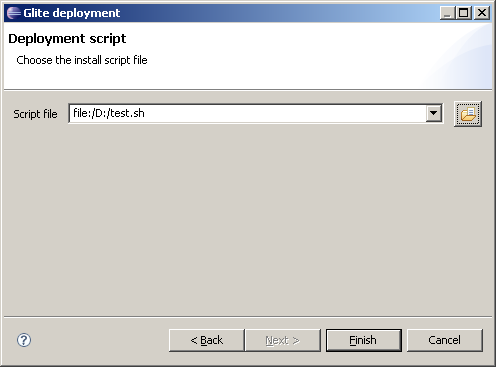 Glite deployment
Deployment script
Choose the install script file
Script file file:/D:/test.sh
? < Back Next > Finish Cancel